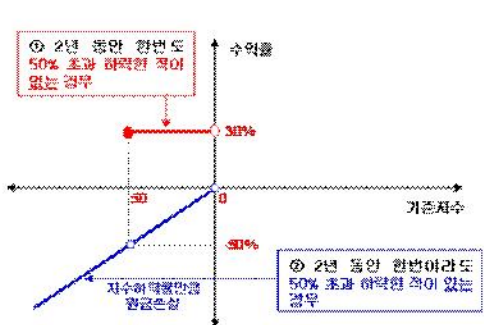 ① 2년 동안 한번도
50% 초과 하락한 적이
없는 경우
수익률
30%
50
0
기준지수
-50%
지수하락률만큼
원금손실
② 2년 동안 한번이라도
50% 초과 하락한 적이 있는
경우